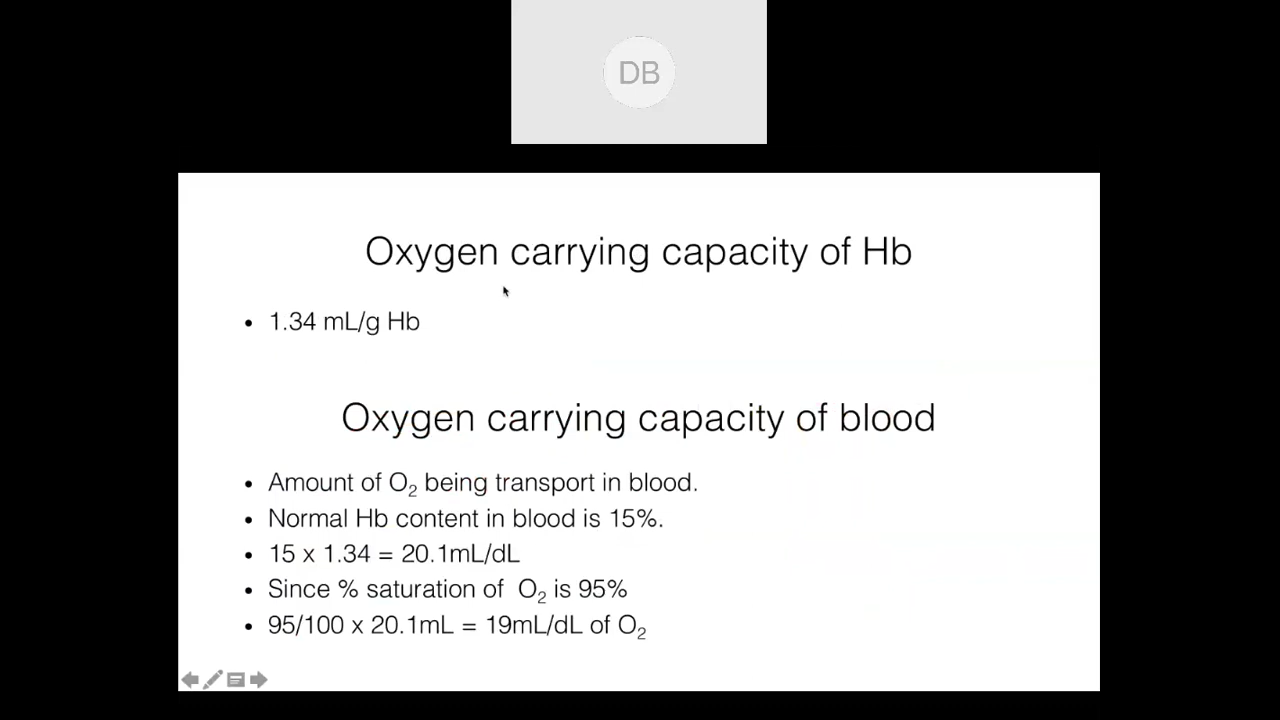 DB
Oxygen carrying capacity of Hb
• 1.34 mL/g Hb
Oxygen carrying capacity of blood
• Amount of O₂ being transport in blood.
• Normal Hb content in blood is 15%.
• 15 x 1.34 = 20.1mL/dL
• Since % saturation of  O₂ is 95%
• 95/100 x 20.1mL = 19mL/dL of O₂